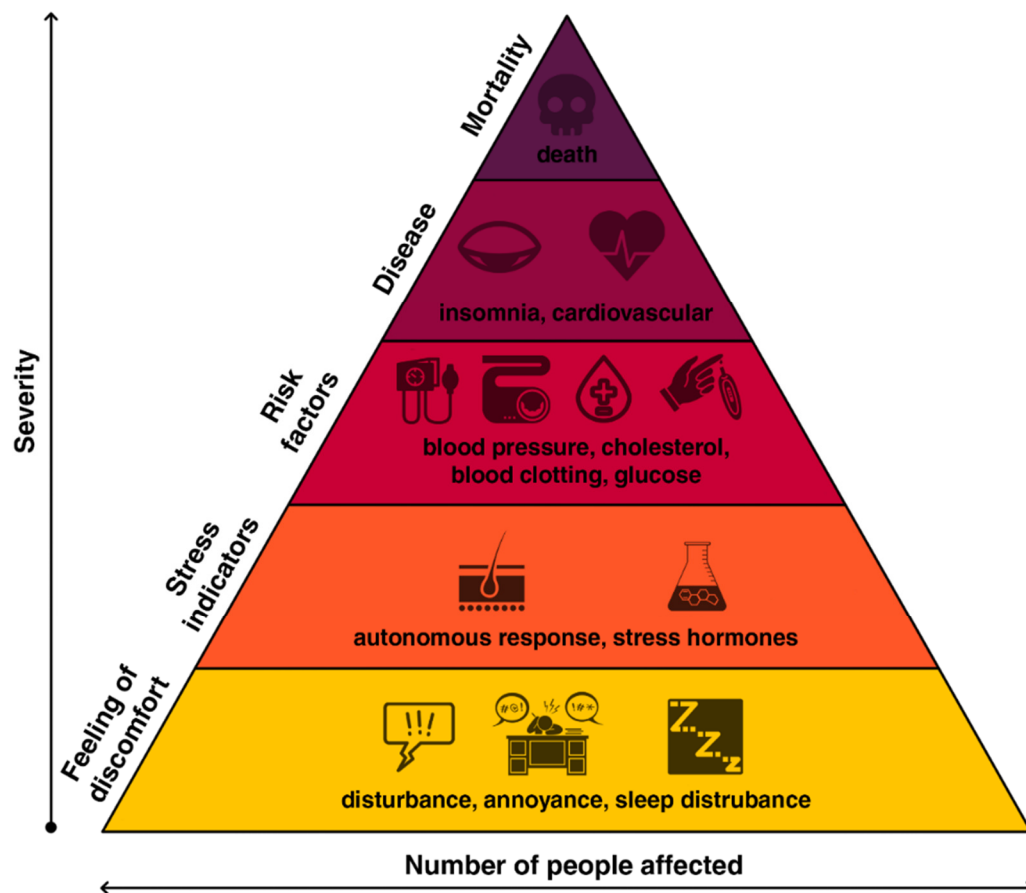 Mortality
death
Disease
insomnia, cardiovascular
Risk
factors
blood pressure, cholesterol,
blood clotting, glucose
Stress
indicators
autonomous response, stress hormones
Feeling of
discomfort
!!!
#@!
!#*
Z
Z
z
disturbance, annoyance, sleep distrubance
Severity
Number of people affected